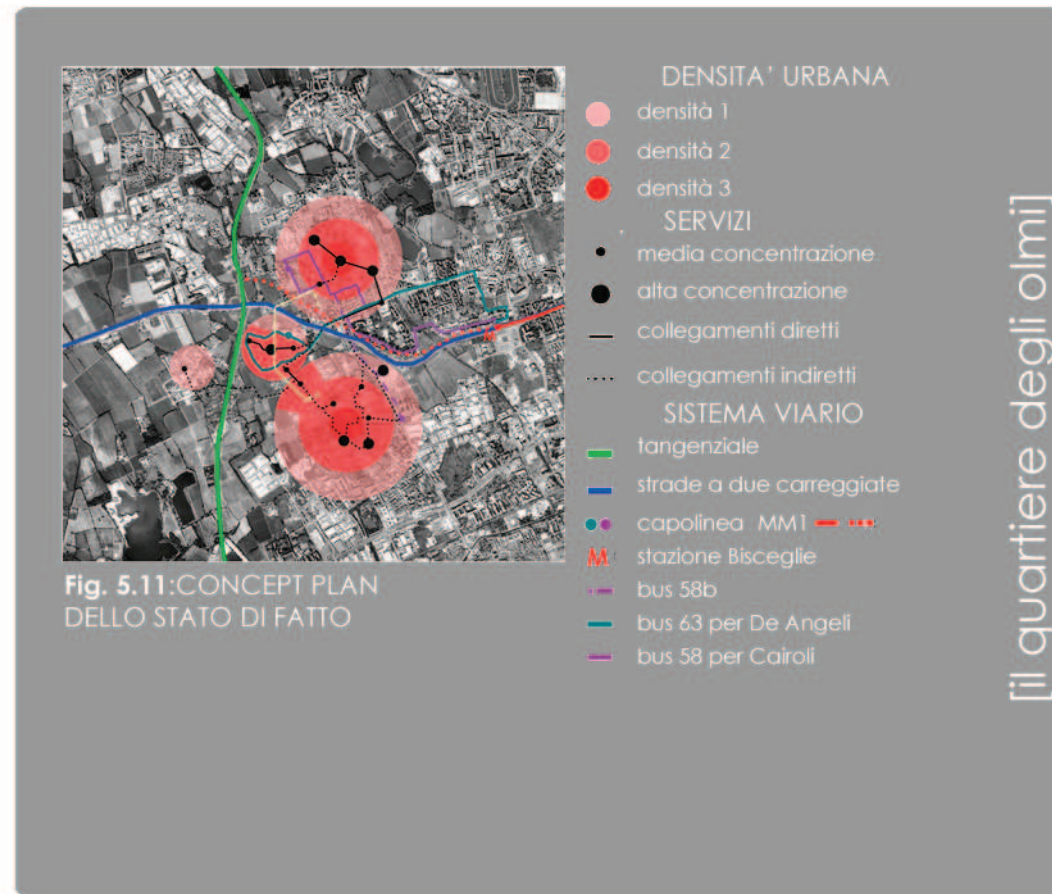 DENSITA' URBANA
densità 1
densità 2
densità 3
SERVIZI
media concentrazione
alta concentrazione
collegamenti diretti
collegamenti indiretti
SISTEMA VIARIO
tangenziale
strade a due carreggiate
capolinea MM1
M stazione Bisceglie
bus 58b
bus 63 per De Angeli
bus 58 per Cairoli
M
Fig. 5.11:CONCEPT PLAN
DELLO STATO DI FATTO
[il quartiere degli olmi]